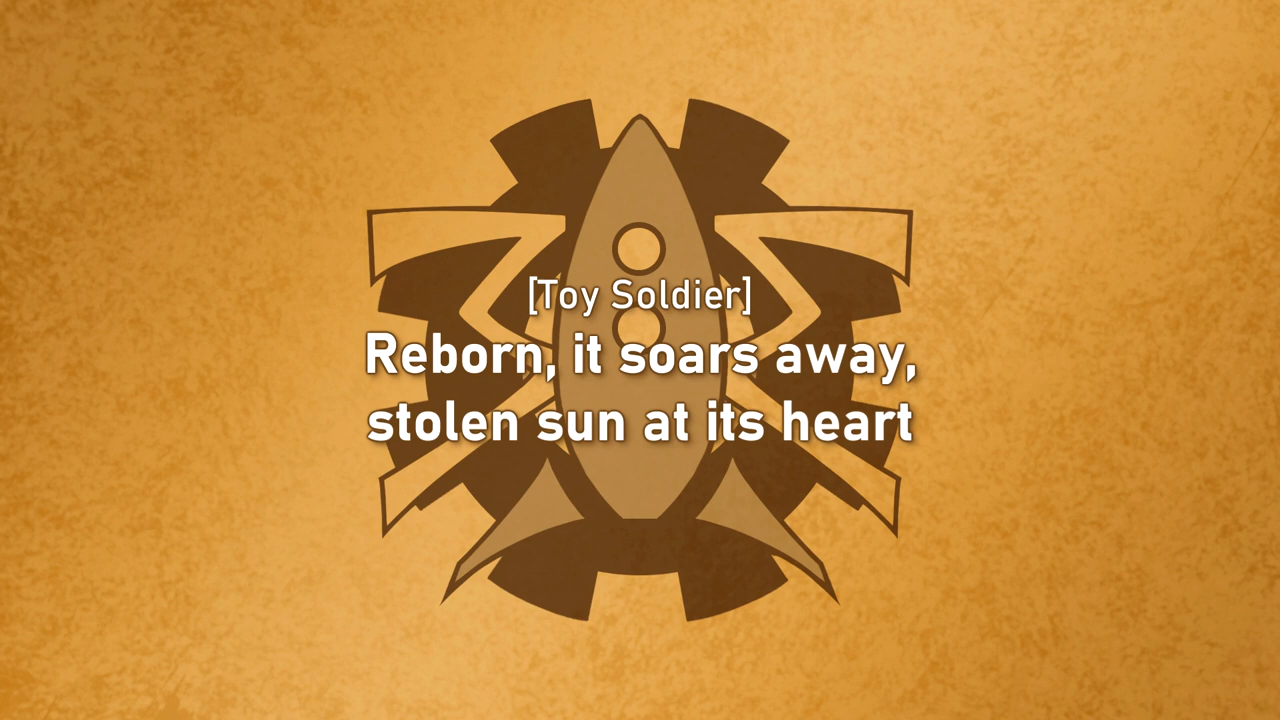 [Toy Soldier]
Reborn, it soars away,
stolen sun at its heart